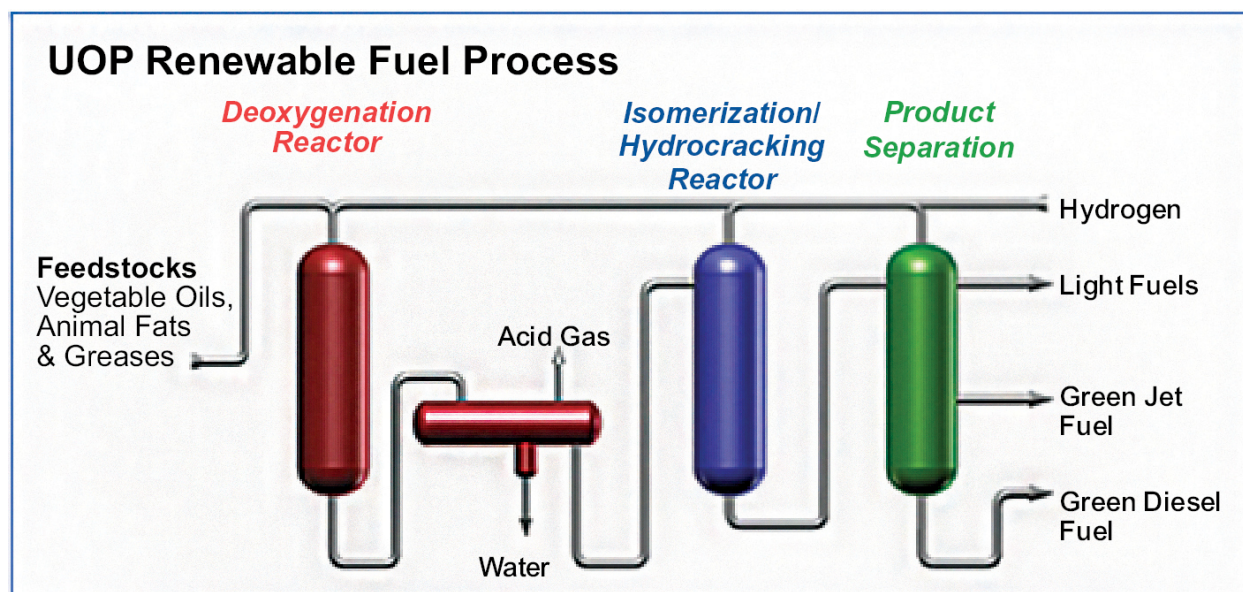 UOP Renewable Fuel Process
Deoxygenation
Reactor
Isomerization/
Hydrocracking
Reactor
Product
Separation
Hydrogen
Feedstocks
Vegetable Oils,
Animal Fats
& Greases
Light Fuels
Acid Gas
Green Jet
Fuel
Green Diesel
Fuel
Water